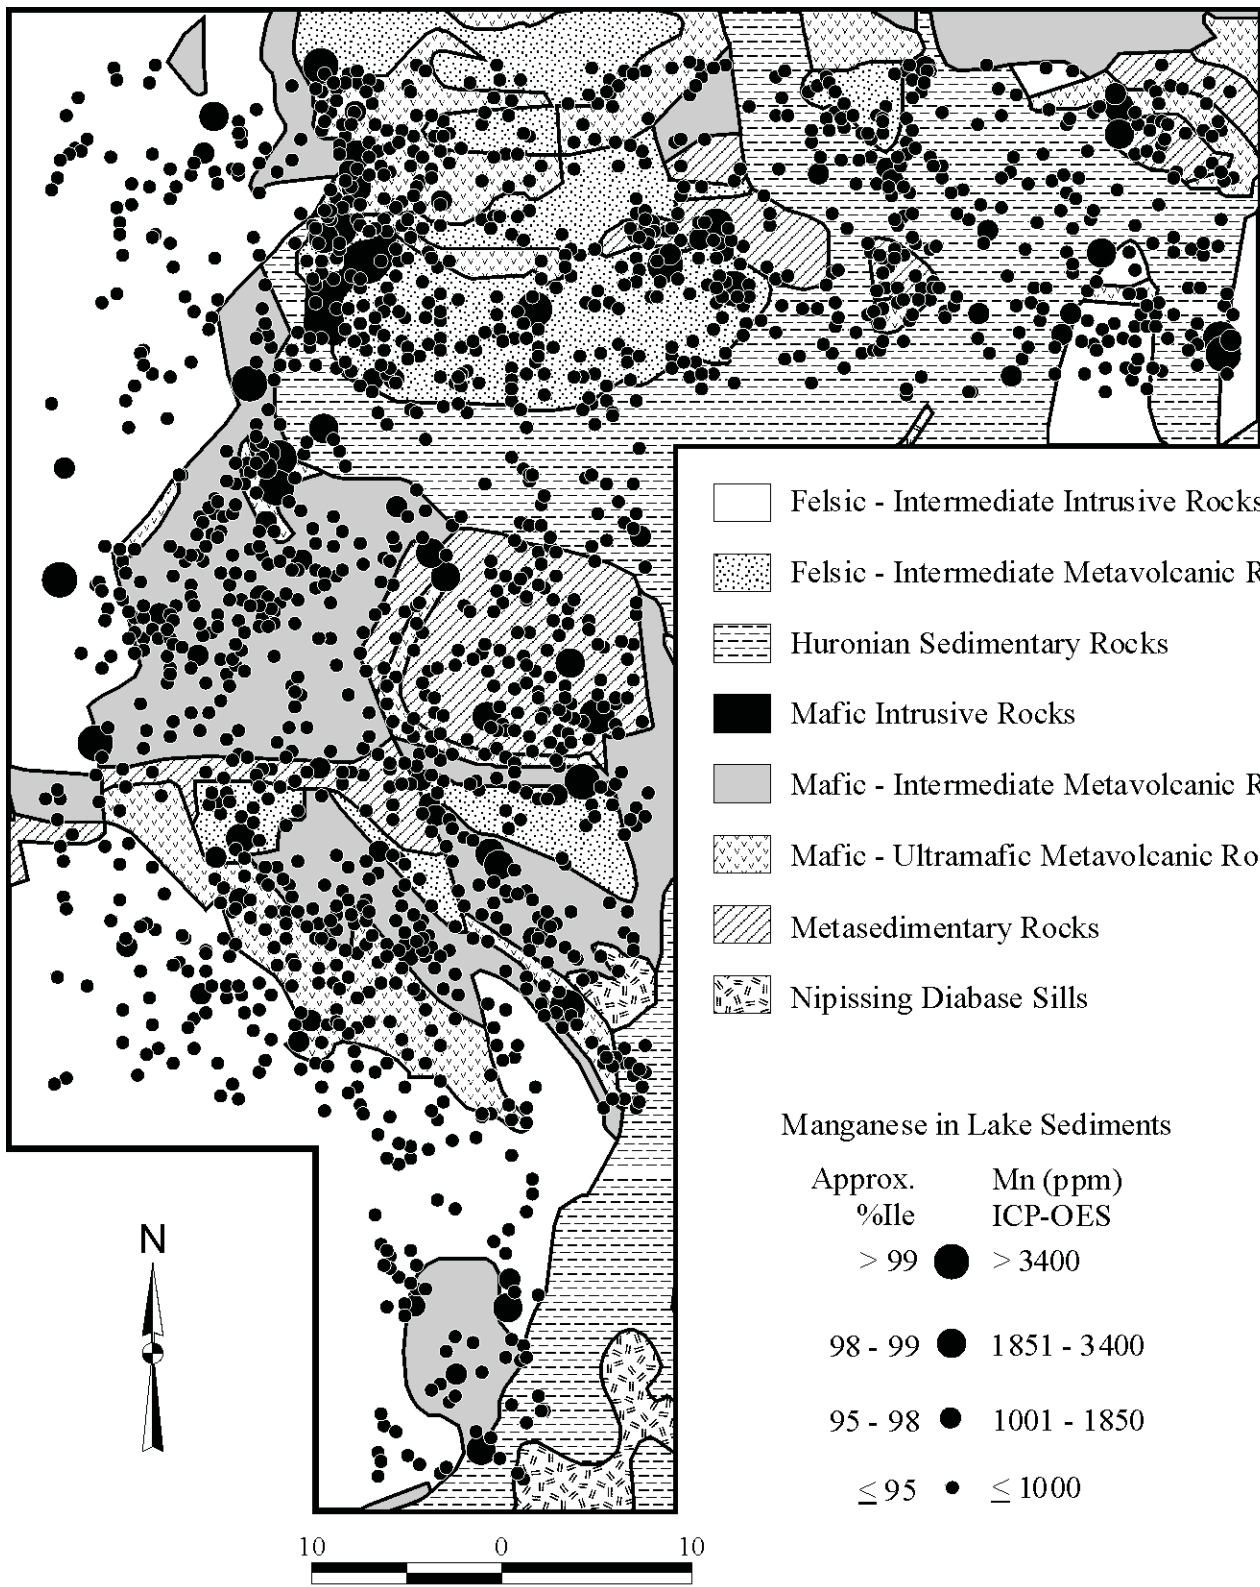 Felsic - Intermediate Intrusive Rocks
Felsic - Intermediate Metavolcanic R
Huronian Sedimentary Rocks
Mafic Intrusive Rocks
Mafic - Intermediate Metavolcanic R
Mafic - Ultramafic Metavolcanic Ro
Metasedimentary Rocks
Nipissing Diabase Sills
Manganese in Lake Sediments
Approx. Mn (ppm)
%Ile ICP-OES
> 99 > 3400
98 - 99 1851 - 3400
95 - 98 1001 - 1850
≤ 95 ≤ 1000
N
10 0 10